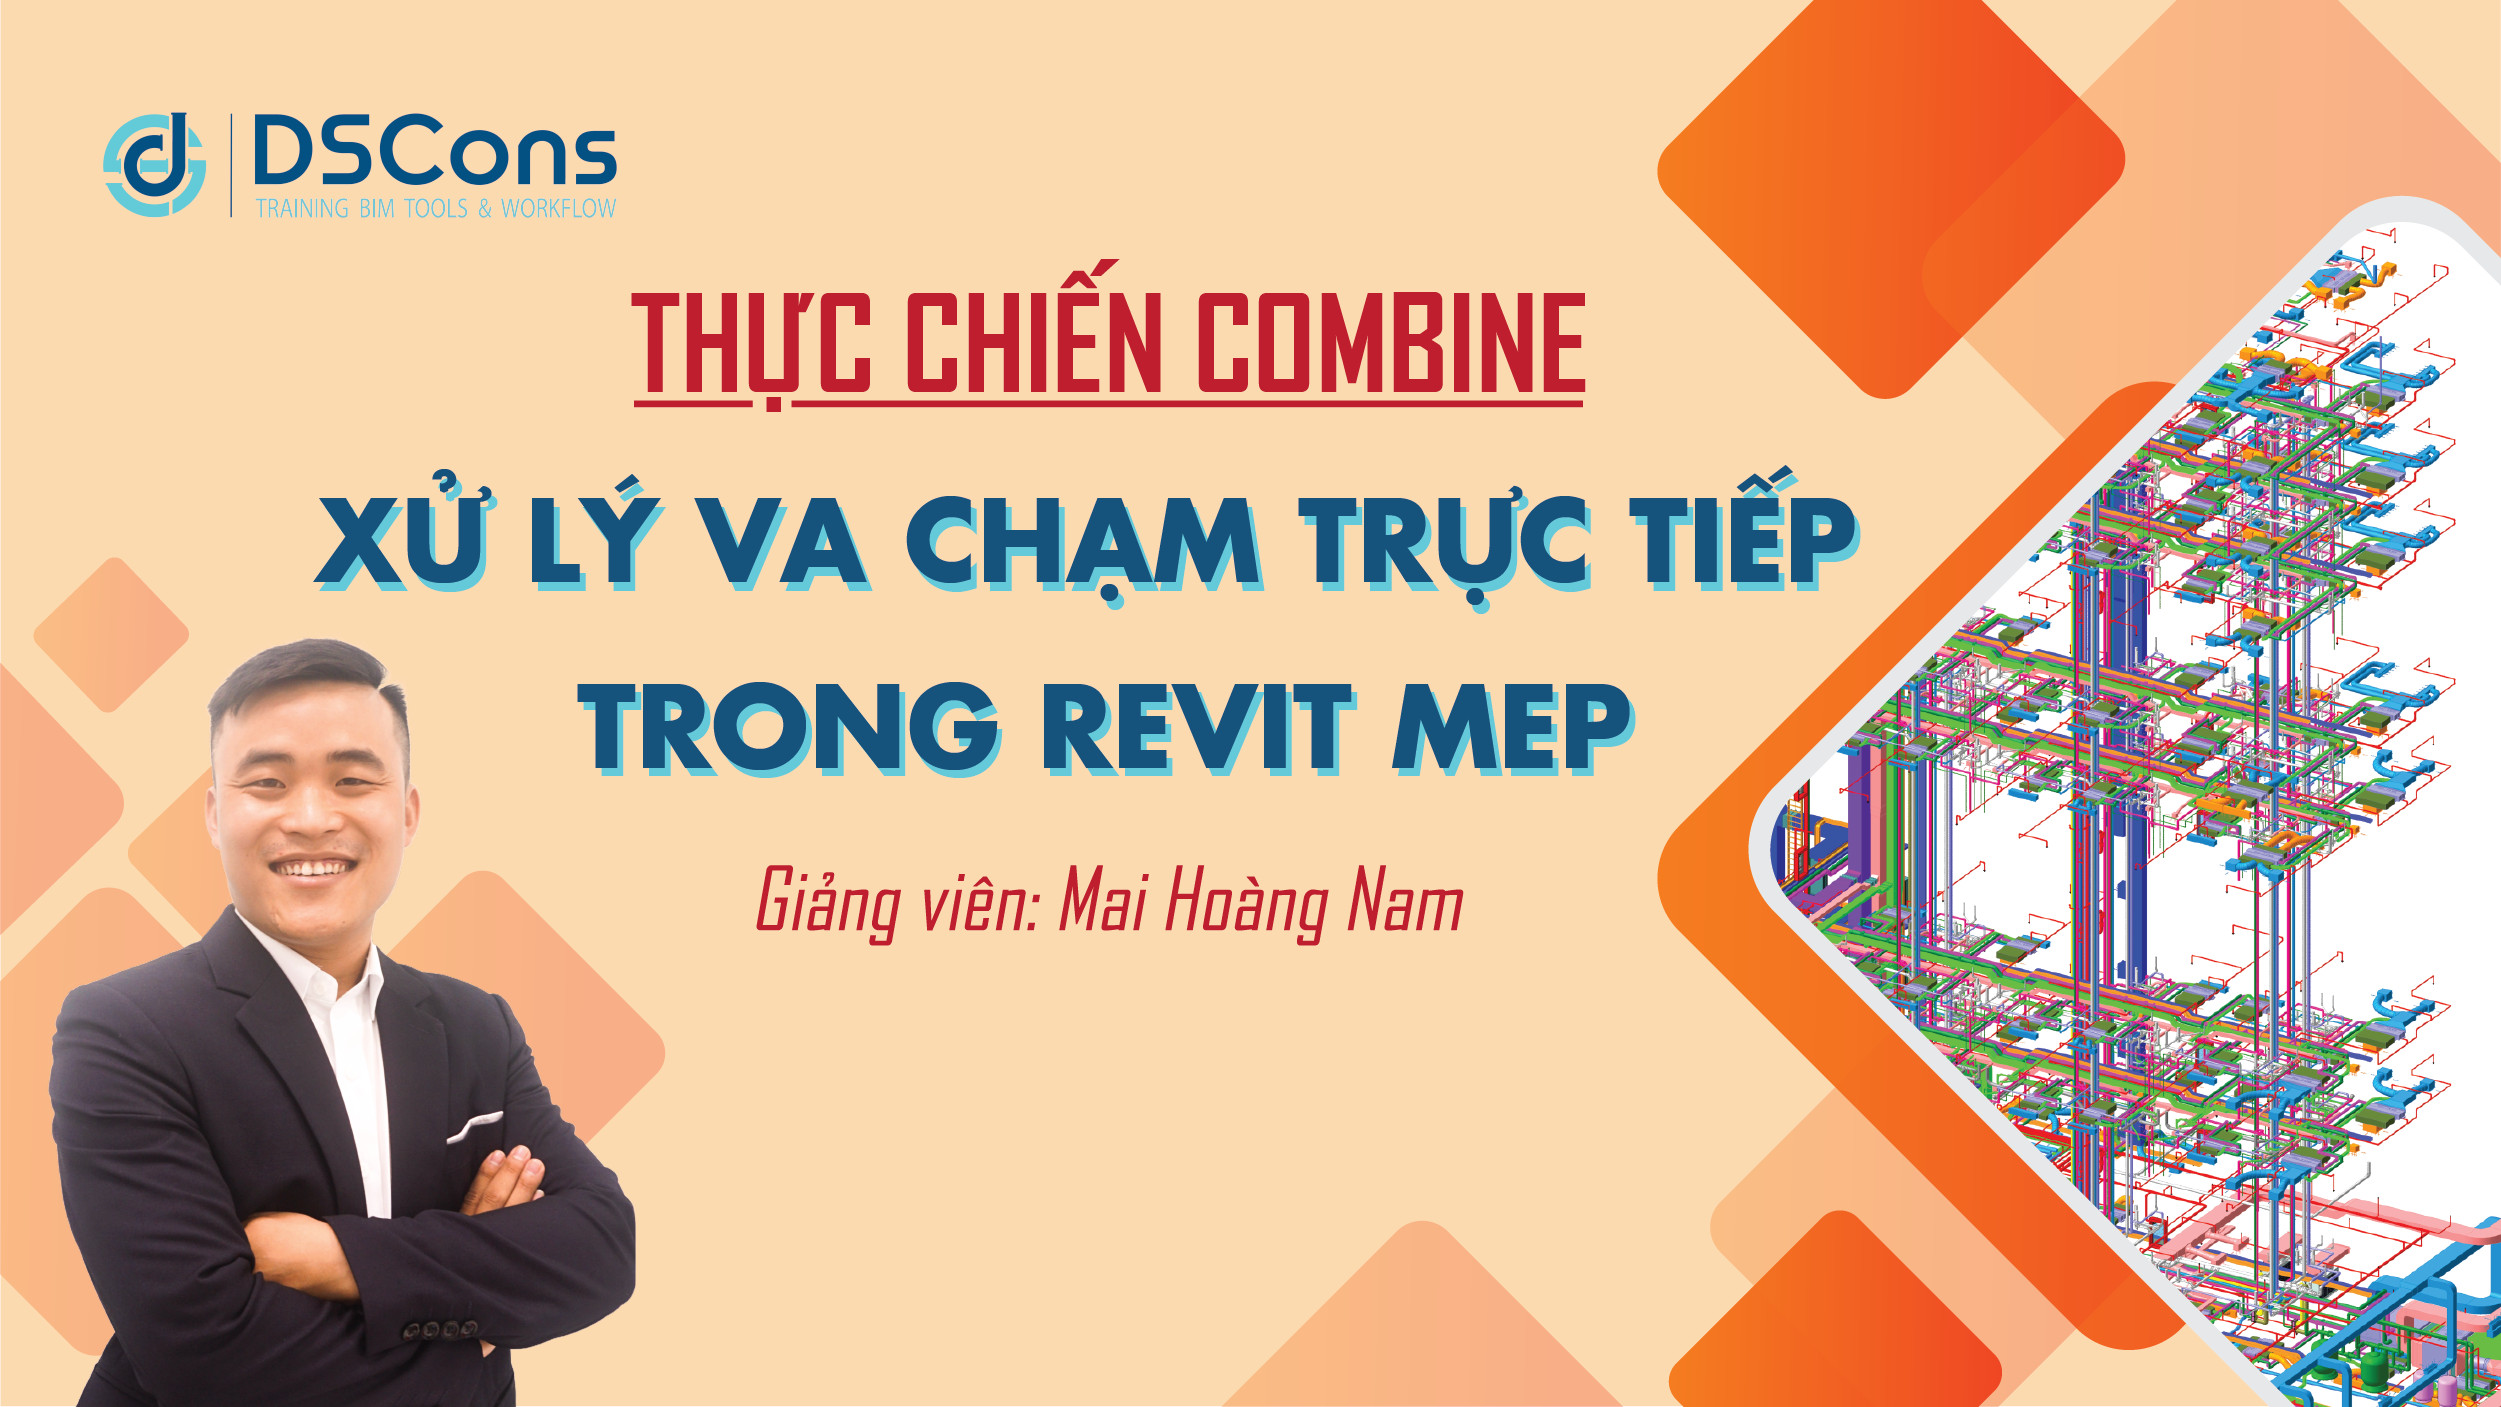 DSCons
TRAINING BIM TOOLS & WORKFLOW
THỰC CHIẾN COMBINE
XỬ LÝ VA CHẠM TRỰC TIẾP
TRONG REVIT MEP
Giảng viên: Mai Hoàng Nam